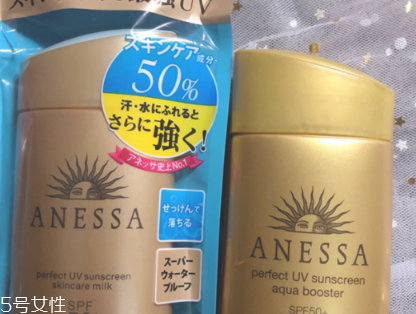 UV
スキンケア成分
50%
汗・水にふれると
さらに強く!
アネッサ史上No.1
ANESSA
perfect UV sunscreen
skincare milk
SPF
せっけんで
落ちる
スーパー
ウォーター
プルーフ
ANESSA
perfect UV sunscreen
aqua booster
SPF50+
5号女性